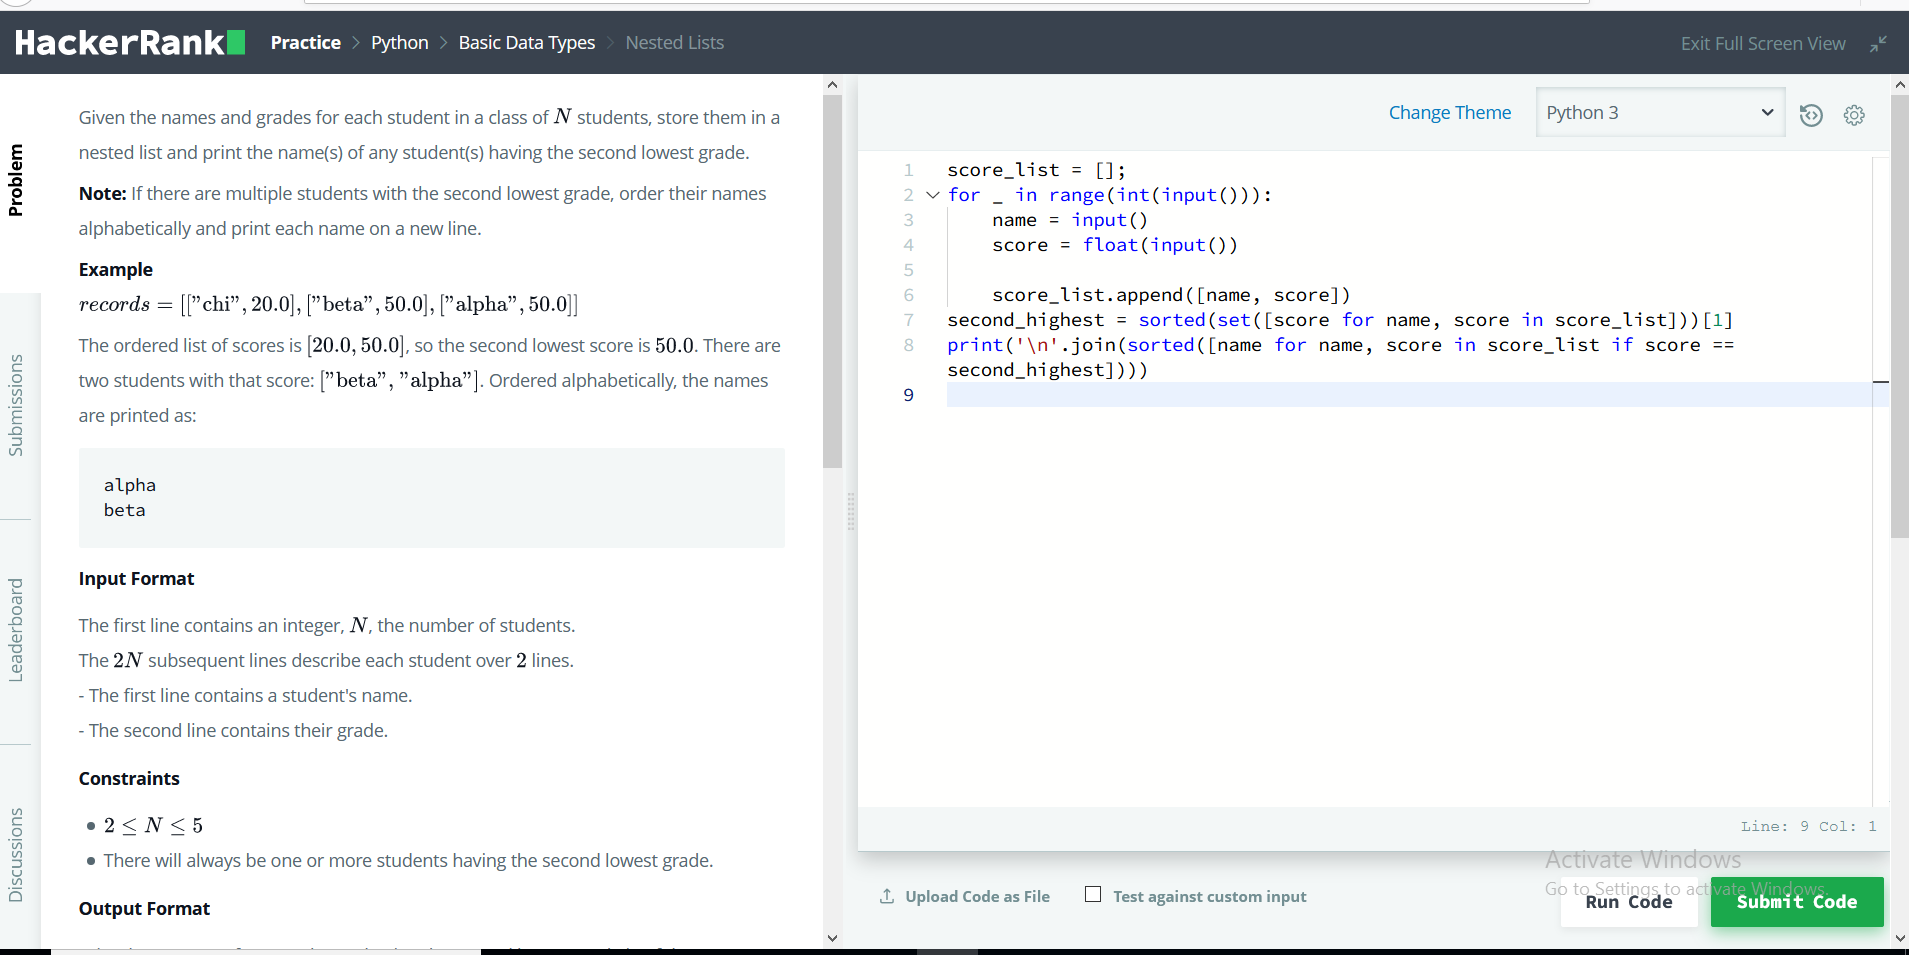 HackerRank Practice > Python > Basic Data Types > Nested Lists Exit Full Screen View
Problem
Submissions
Leaderboard
Discussions
Given the names and grades for each student in a class of N students, store them in a
nested list and print the name(s) of any student(s) having the second lowest grade.
Note: If there are multiple students with the second lowest grade, order their names
alphabetically and print each name on a new line.
Example
records = [["chi", 20.0], ["beta", 50.0], ["alpha", 50.0]]
The ordered list of scores is [20.0, 50.0], so the second lowest score is 50.0. There are
two students with that score: ["beta", "alpha"]. Ordered alphabetically, the names
are printed as:
alpha
beta
Input Format
The first line contains an integer, N, the number of students.
The 2N subsequent lines describe each student over 2 lines.
- The first line contains a student's name.
- The second line contains their grade.
Constraints
• 2 ≤ N ≤ 5
• There will always be one or more students having the second lowest grade.
Output Format
Change Theme Python 3
1 score_list = [];
2 for _ in range(int(input())):
3 name = input()
4 score = float(input())
5
6 score_list.append([name, score])
7 second_highest = sorted(set([score for name, score in score_list]))[1]
8 print('\n'.join(sorted([name for name, score in score_list if score ==
second_highest])))
9
Line: 9 Col: 1
Activate Windows
Go to Settings to activate Windows.
Upload Code as File Test against custom input Run Code Submit Code